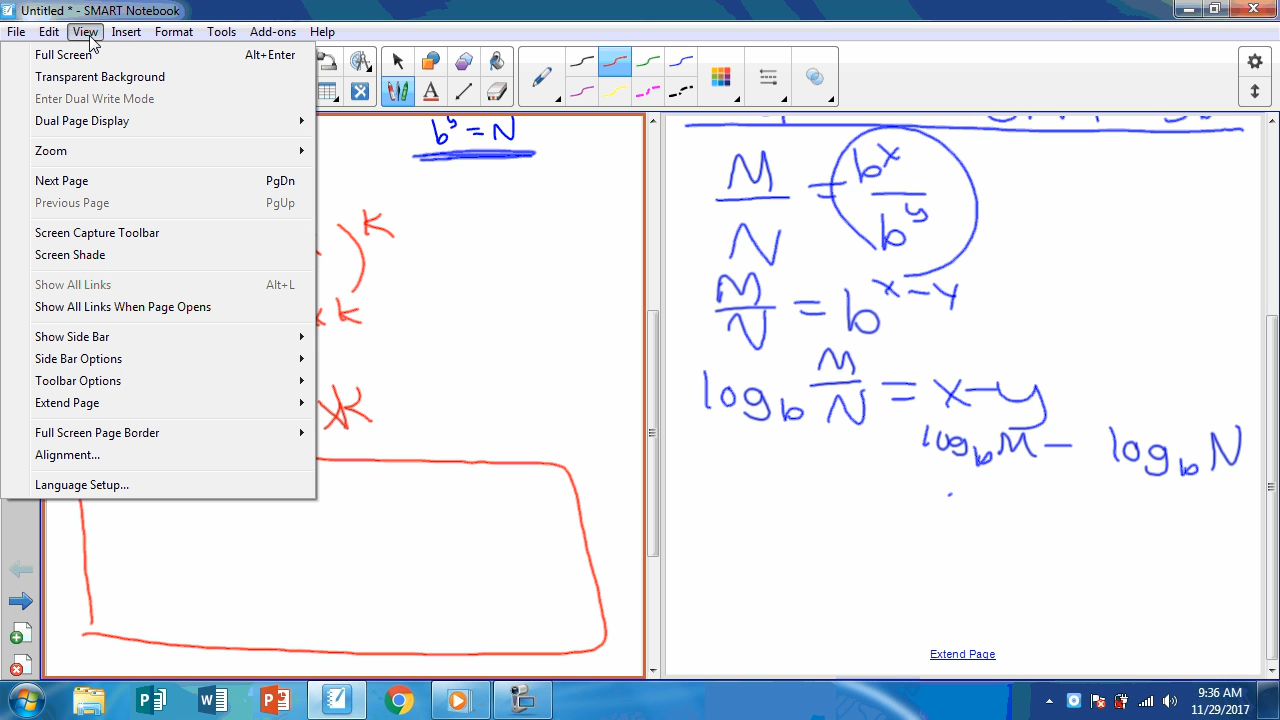 Untitled * - SMART Notebook
File Edit View Insert Format Tools Add-ons Help
Full Screen Alt+Enter
Transparent Background
Enter Dual Write Mode
Dual Page Display
Zoom
Next Page PgDn
Previous Page PgUp
Screen Capture Toolbar
Screen Shade
Show All Links Alt+L
Show All Links When Page Opens
Show Side Bar
Side Bar Options
Toolbar Options
Extend Page
Full Screen Page Border
Alignment...
Language Setup...
b^y = N
)^K
K
xK
M/N = b^x/b^y
M/N = b^(x-y)
log_b M/N = x-y
log_b M - log_b N
Extend Page
9:36 AM
11/29/2017